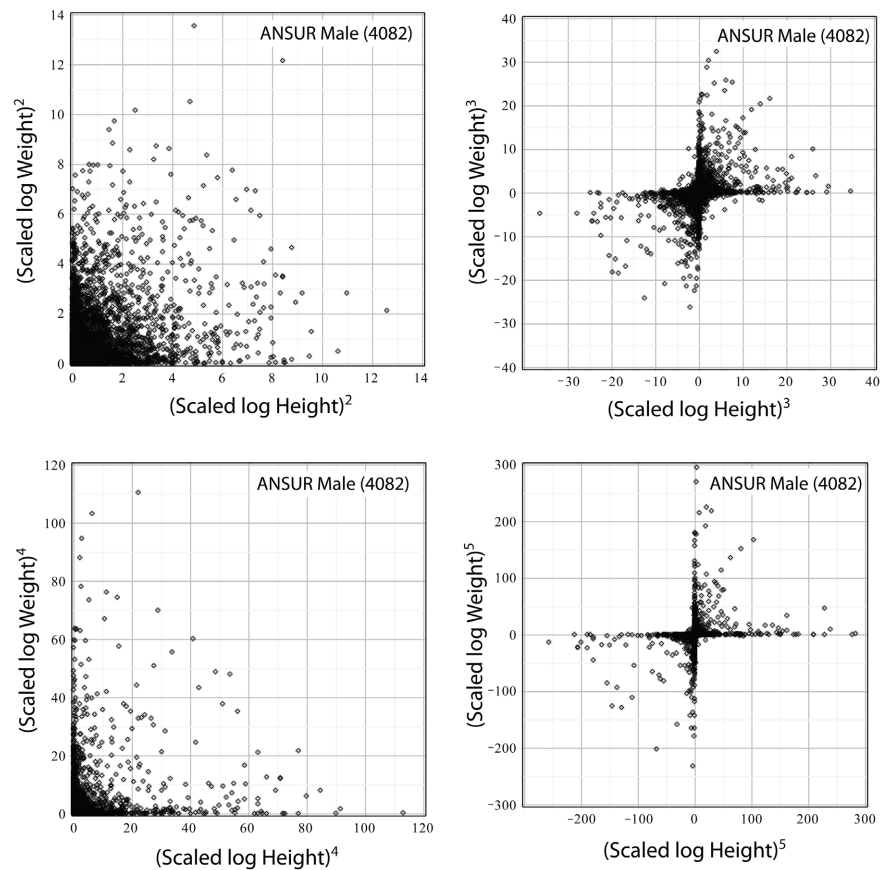 14
12
10
8
6
4
2
0
(Scaled log Weight)2
ANSUR Male (4082)
0 2 4 6 8 10 12 14
(Scaled log Height)2
40
30
20
10
0
−10
−20
−30
−40
(Scaled log Weight)3
ANSUR Male (4082)
−30 −20 −10 0 10 20 30 40
(Scaled log Height)3
120
100
80
60
40
20
0
(Scaled log Weight)4
ANSUR Male (4082)
0 20 40 60 80 100 120
(Scaled log Height)4
300
200
100
0
−100
−200
−300
(Scaled log Weight)5
ANSUR Male (4082)
−200 −100 0 100 200 300
(Scaled log Height)5